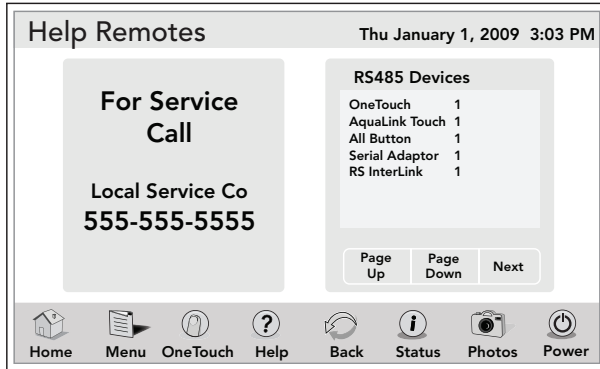 Help Remotes
Thu January 1, 2009 3:03 PM
For Service
Call
Local Service Co
555-555-5555
RS485 Devices
OneTouch 1
AquaLink Touch 1
All Button 1
Serial Adaptor 1
RS InterLink 1
Page Up
Page Down
Next
Home
Menu
OneTouch
Help
Back
Status
Photos
Power